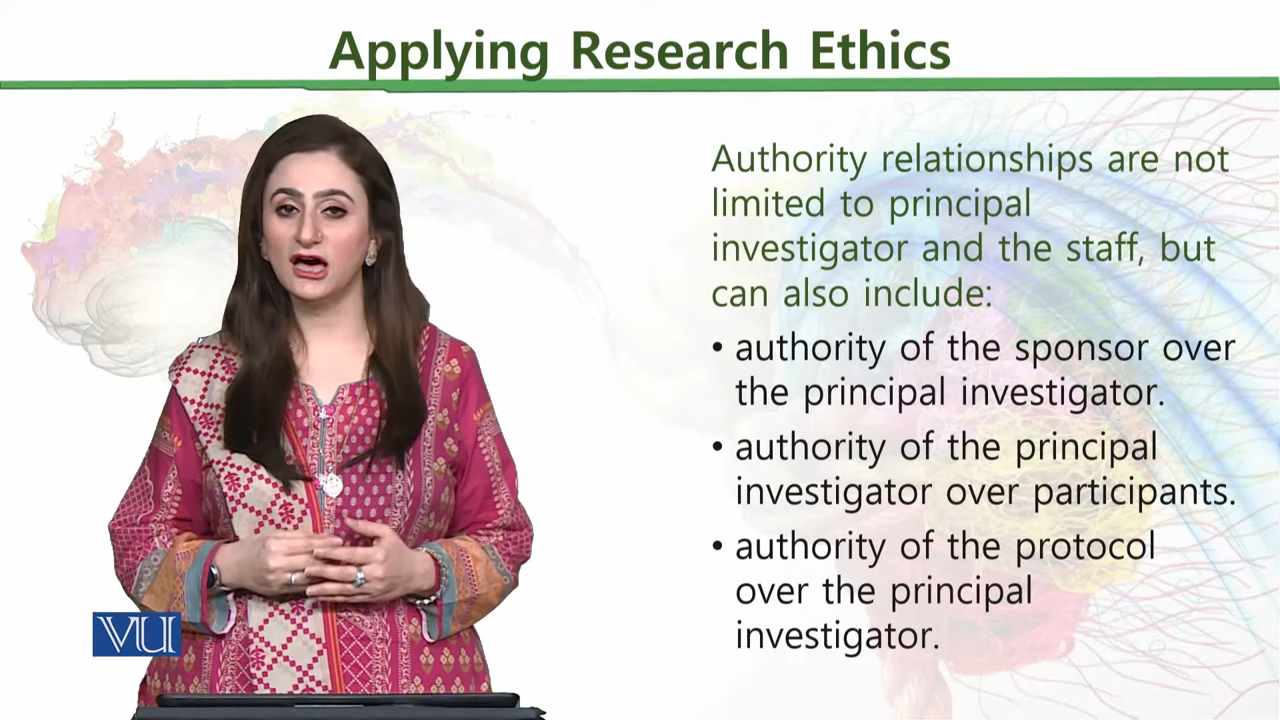 Applying Research Ethics
Authority relationships are not
limited to principal
investigator and the staff, but
can also include:
• authority of the sponsor over
the principal investigator.
• authority of the principal
investigator over participants.
• authority of the protocol
over the principal
investigator.
VU